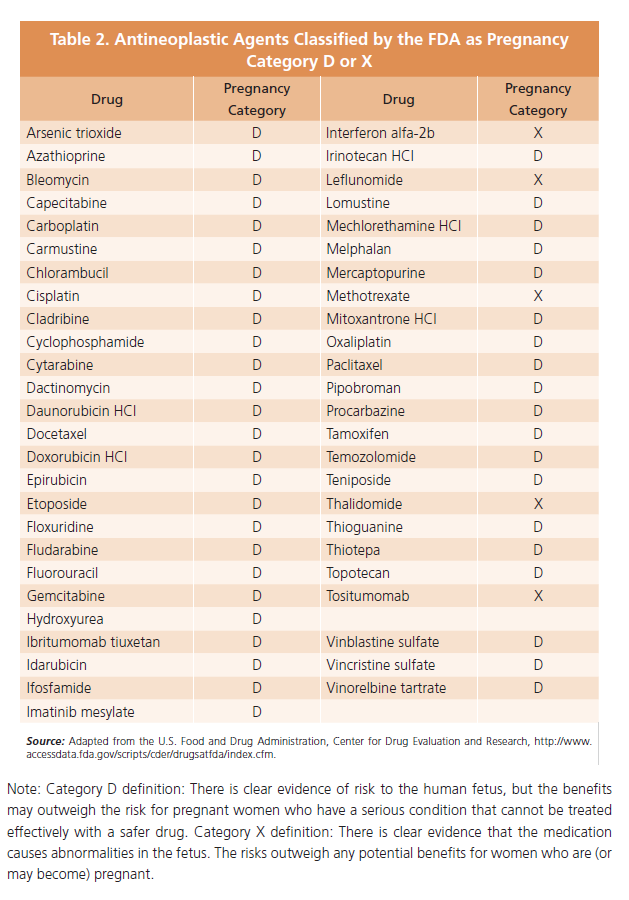 Table 2. Antineoplastic Agents Classified by the FDA as Pregnancy
Category D or X
Drug Pregnancy Category Drug Pregnancy Category
Arsenic trioxide D Interferon alfa-2b X
Azathioprine D Irinotecan HCl D
Bleomycin D Leflunomide X
Capecitabine D Lomustine D
Carboplatin D Mechlorethamine HCl D
Carmustine D Melphalan D
Chlorambucil D Mercaptopurine D
Cisplatin D Methotrexate X
Cladribine D Mitoxantrone HCl D
Cyclophosphamide D Oxaliplatin D
Cytarabine D Paclitaxel D
Dactinomycin D Pipobroman D
Daunorubicin HCl D Procarbazine D
Docetaxel D Tamoxifen D
Doxorubicin HCl D Temozolomide D
Epirubicin D Teniposide D
Etoposide D Thalidomide X
Floxuridine D Thioguanine D
Fludarabine D Thiotepa D
Fluorouracil D Topotecan D
Gemcitabine D Tositumomab X
Hydroxyurea D
Ibritumomab tiuxetan D Vinblastine sulfate D
Idarubicin D Vincristine sulfate D
Ifosfamide D Vinorelbine tartrate D
Imatinib mesylate D
Source: Adapted from the U.S. Food and Drug Administration, Center for Drug Evaluation and Research, http://www.
accessdata.fda.gov/scripts/cder/drugsatfda/index.cfm.
Note: Category D definition: There is clear evidence of risk to the human fetus, but the benefits
may outweigh the risk for pregnant women who have a serious condition that cannot be treated
effectively with a safer drug. Category X definition: There is clear evidence that the medication
causes abnormalities in the fetus. The risks outweigh any potential benefits for women who are (or
may become) pregnant.